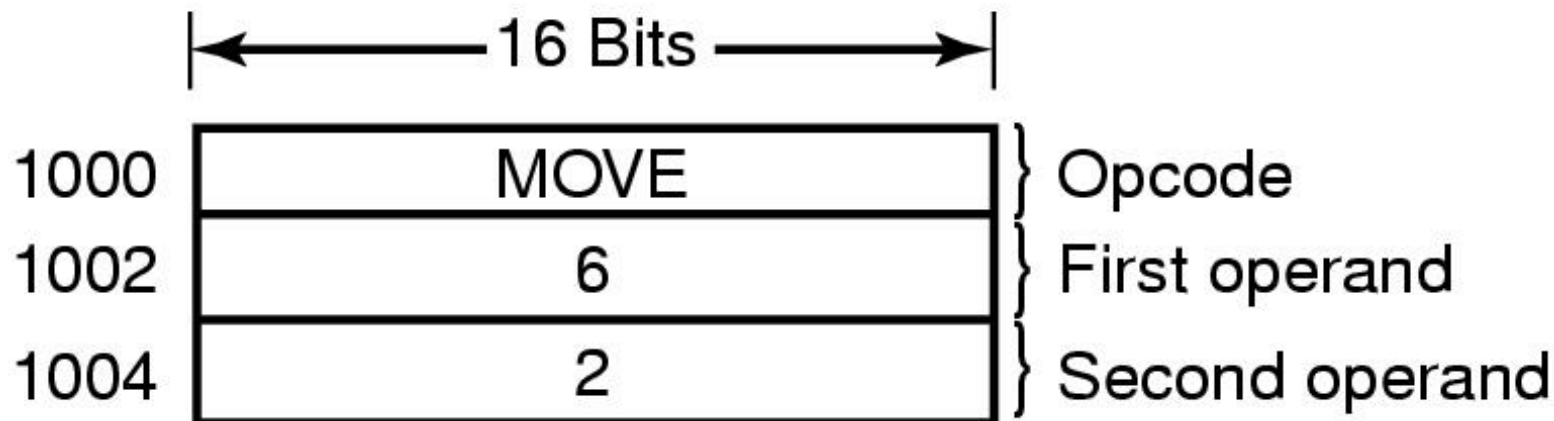 16 Bits
1000 MOVE } Opcode
1002 6 } First operand
1004 2 } Second operand